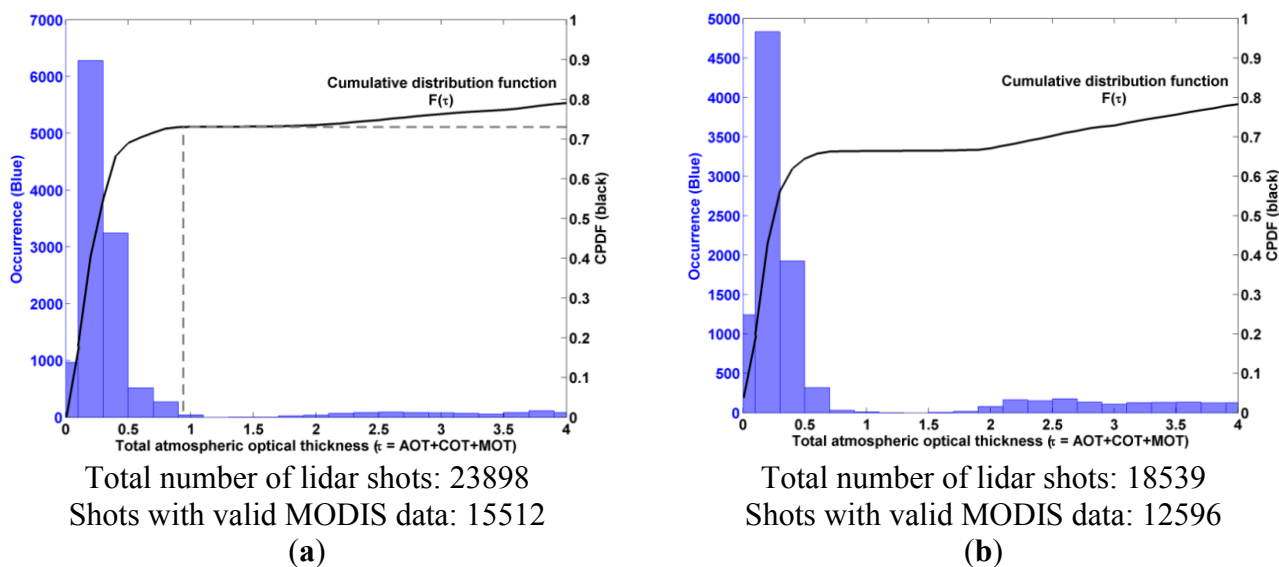 7000
6000
5000
4000
3000
2000
1000
0
Occurrence (Blue)
0 0.5 1 1.5 2 2.5 3 3.5 4
1
0.9
0.8
0.7
0.6
0.5
0.4
0.3
0.2
0.1
0
CPDF (black)
Cumulative distribution function
F(τ)
Total atmospheric optical thickness (τ = AOT+COT+MOT)
Total number of lidar shots: 23898
Shots with valid MODIS data: 15512
(a)
5000
4500
4000
3500
3000
2500
2000
1500
1000
500
0
Occurrence (Blue)
0 0.5 1 1.5 2 2.5 3 3.5 4
1
0.9
0.8
0.7
0.6
0.5
0.4
0.3
0.2
0.1
0
CPDF (black)
Cumulative distribution function
F(τ)
Total atmospheric optical thickness (τ = AOT+COT+MOT)
Total number of lidar shots: 18539
Shots with valid MODIS data: 12596
(b)